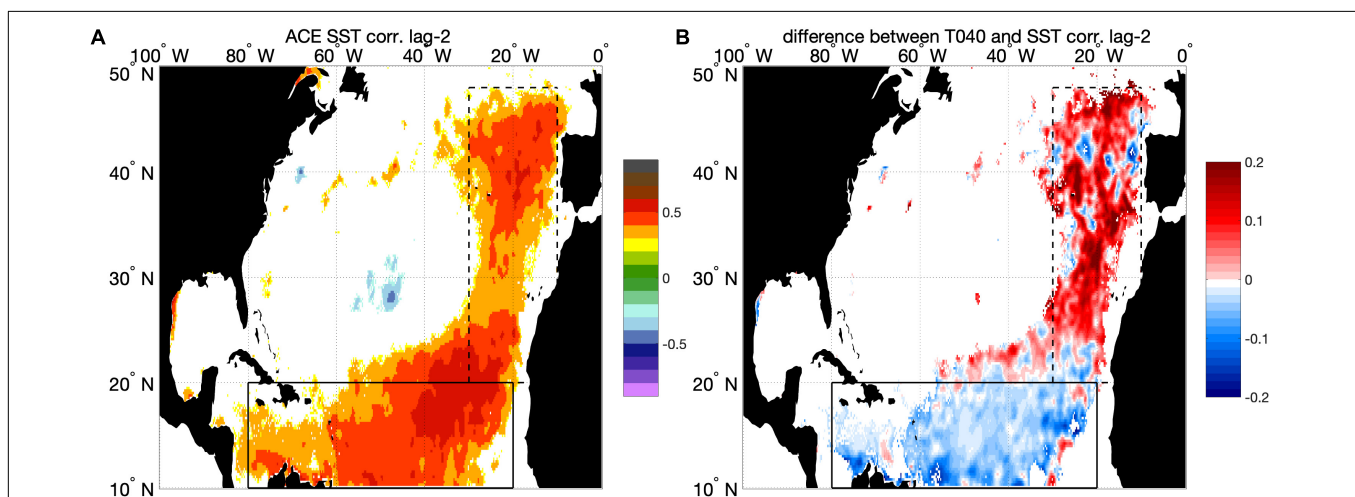 A
ACE SST corr. lag-2
100° W 80° W 60° W 40° W 20° W 0°
50° N
40° N
30° N
20° N
10° N
0.5
0
-0.5
B
difference between T040 and SST corr. lag-2
100° W 80° W 60° W 40° W 20° W 0°
50° N
40° N
30° N
20° N
10° N
0.2
0.1
0
-0.1
-0.2